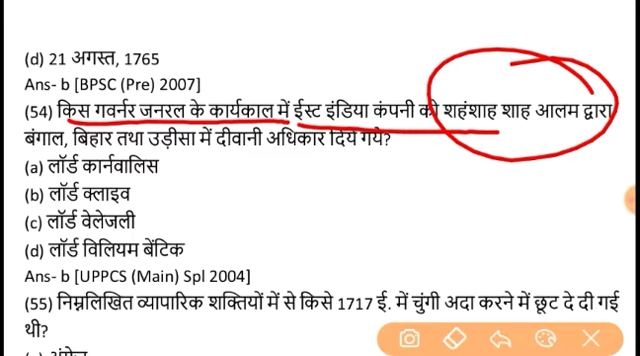 (d) 21 अगस्त, 1765
Ans- b [BPSC (Pre) 2007]
(54) किस गवर्नर जनरल के कार्यकाल में ईस्ट इंडिया कंपनी को शहंशाह शाह आलम द्वारा
बंगाल, बिहार तथा उड़ीसा में दीवानी अधिकार दिये गये?
(a) लॉर्ड कार्नवालिस
(b) लॉर्ड क्लाइव
(c) लॉर्ड वेलेजली
(d) लॉर्ड विलियम बेंटिक
Ans- b [UPPCS (Main) Spl 2004]
(55) निम्नलिखित व्यापारिक शक्तियों में से किसे 1717 ई. में चुंगी अदा करने में छूट दे दी गई
थी?